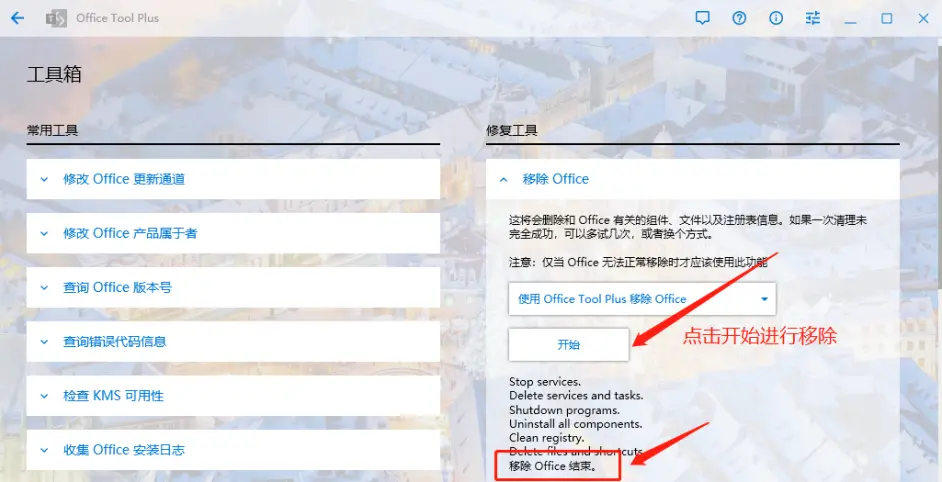 Office Tool Plus
工具箱
常用工具
修改 Office 更新通道
修改 Office 产品属于者
查询 Office 版本号
查询错误代码信息
检查 KMS 可用性
收集 Office 安装日志
修复工具
移除 Office
这将会删除和 Office 有关的组件、文件以及注册表信息。如果一次清理未
完全成功，可以多试几次，或者换个方式。
注意：仅当 Office 无法正常移除时才应该使用此功能
使用 Office Tool Plus 移除 Office
开始
点击开始进行移除
Stop services.
Delete services and tasks.
Shutdown programs.
Uninstall all components.
Clean registry.
Delete files and shortcuts.
移除 Office 结束。